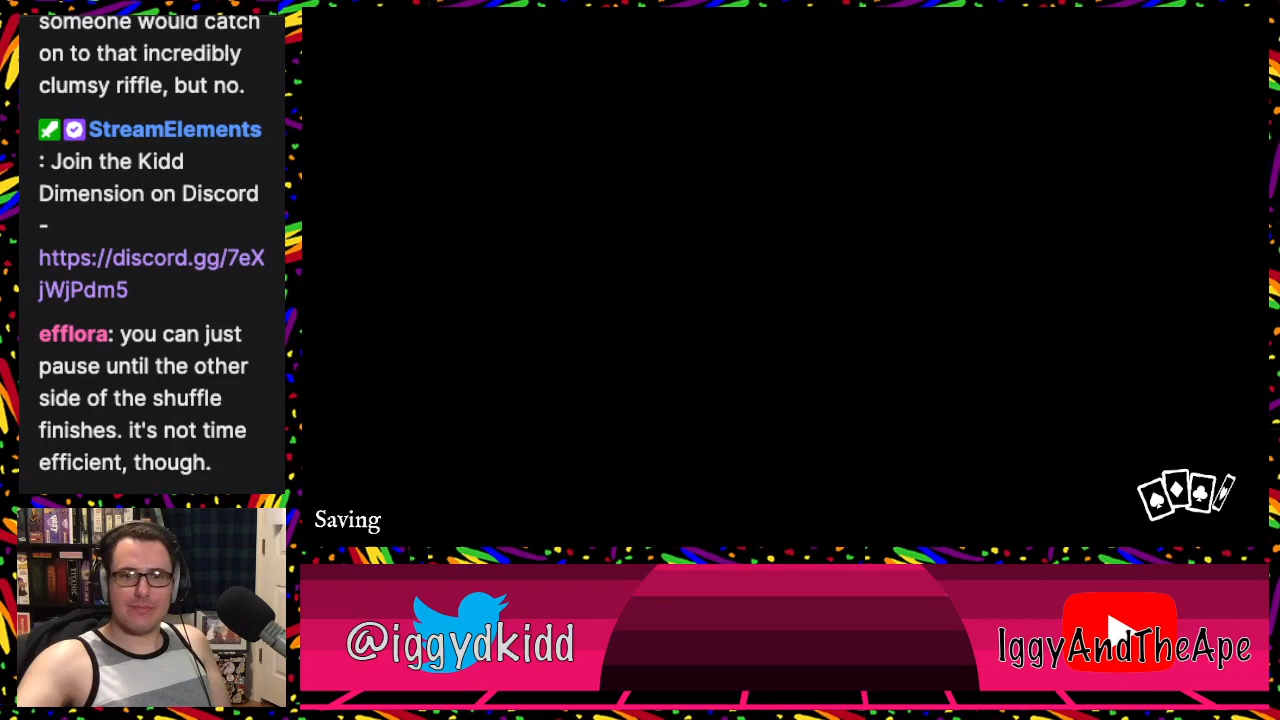 someone would catch
on to that incredibly
clumsy riffle, but no.
StreamElements
: Join the Kidd
Dimension on Discord
-
https://discord.gg/7eX
jWjPdm5
efflora: you can just
pause until the other
side of the shuffle
finishes. it's not time
efficient, though.
Saving
@iggydkidd
IggyAndTheApe